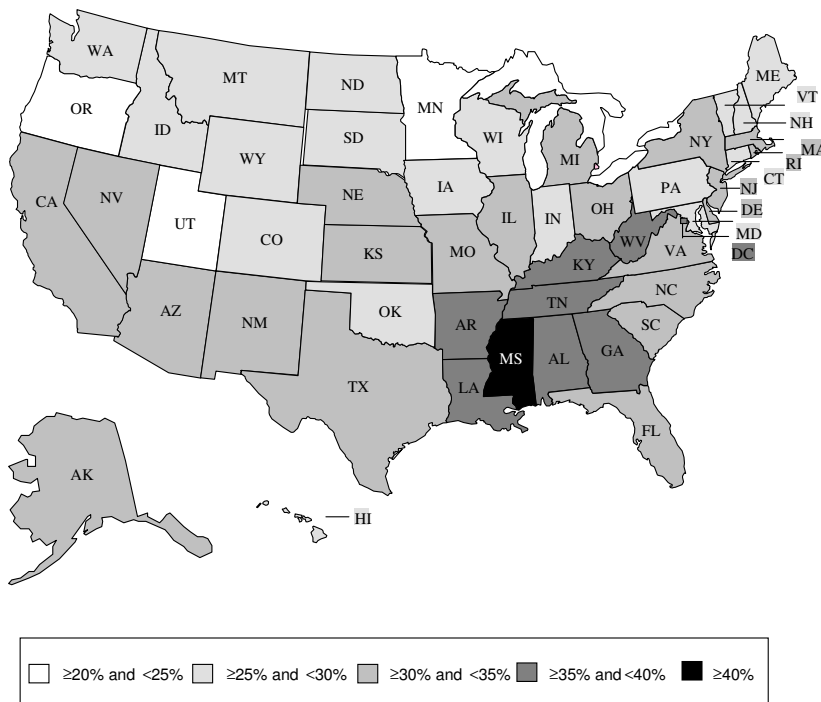 WA
MT
ND
MN
ME
VT
OR
ID
SD
WI
NH
NY
MA
WY
MI
RI
IA
PA
CT
NE
NJ
NV
IL
IN
OH
CA
UT
DE
CO
WV
MD
KS
MO
VA
DC
KY
NC
AZ
NM
OK
TN
AR
SC
MS
AL
GA
TX
LA
FL
AK
HI
≥20% and <25% ≥25% and <30% ≥30% and <35% ≥35% and <40% ≥40%